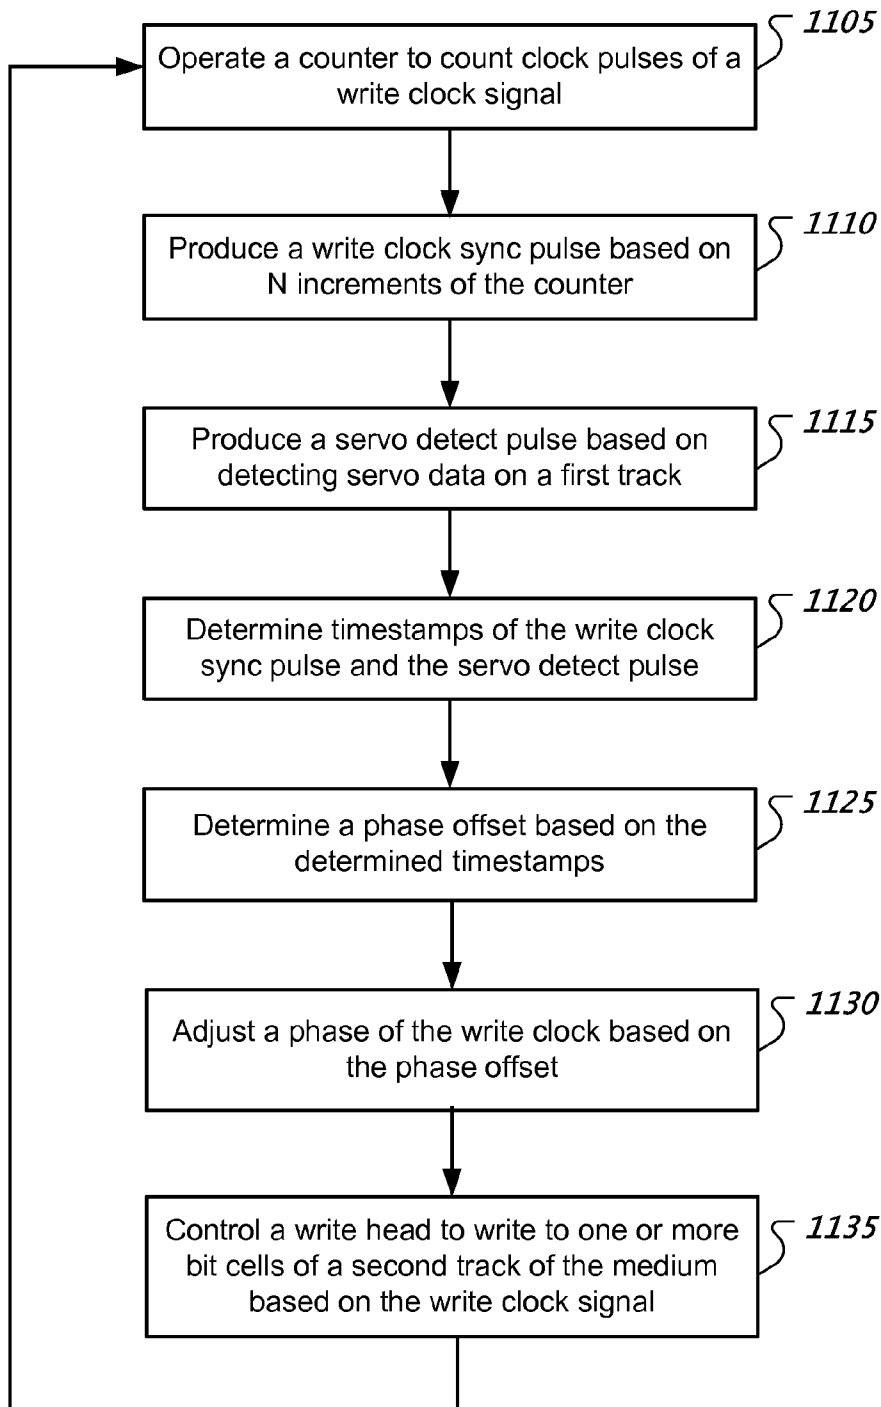 1105
Operate a counter to count clock pulses of a
write clock signal
1110
Produce a write clock sync pulse based on
N increments of the counter
1115
Produce a servo detect pulse based on
detecting servo data on a first track
1120
Determine timestamps of the write clock
sync pulse and the servo detect pulse
1125
Determine a phase offset based on the
determined timestamps
1130
Adjust a phase of the write clock based on
the phase offset
1135
Control a write head to write to one or more
bit cells of a second track of the medium
based on the write clock signal